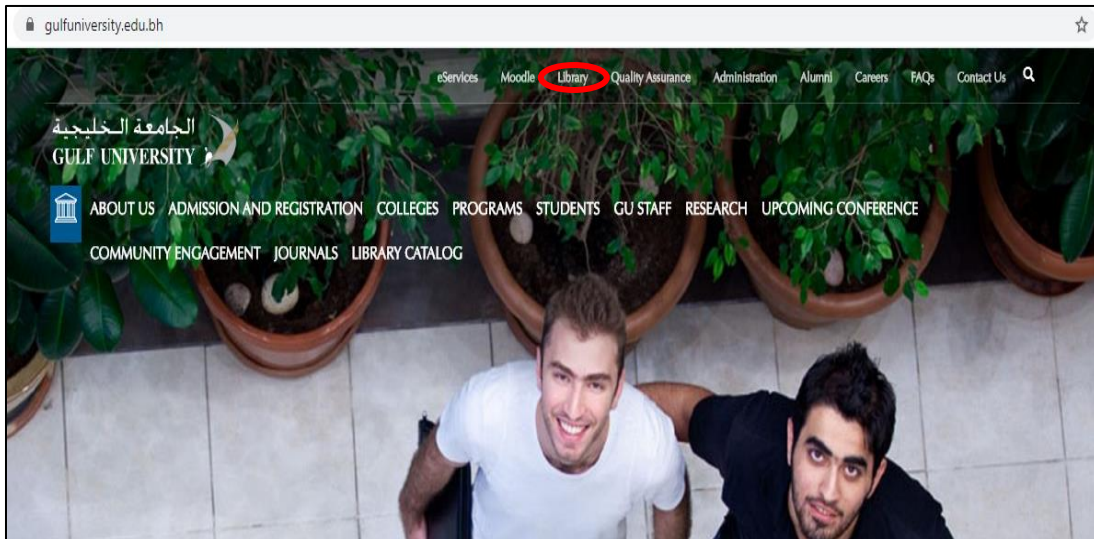 gulfuniversity.edu.bh
eServices Moodle Library Quality Assurance Administration Alumni Careers FAQs Contact Us
الجامعة الخليجية
GULF UNIVERSITY
ABOUT US ADMISSION AND REGISTRATION COLLEGES PROGRAMS STUDENTS GU STAFF RESEARCH UPCOMING CONFERENCE
COMMUNITY ENGAGEMENT JOURNALS LIBRARY CATALOG